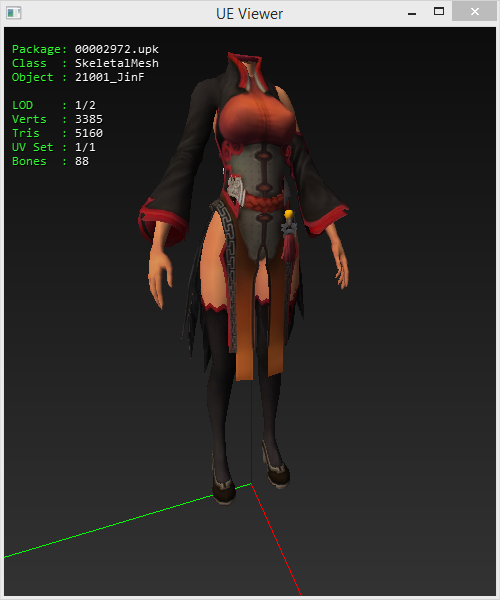 UE Viewer
Package: 00002972.upk
Class  : SkeletalMesh
Object : 21001_JinF
LOD    : 1/2
Verts  : 3385
Tris   : 5160
UV Set : 1/1
Bones  : 88